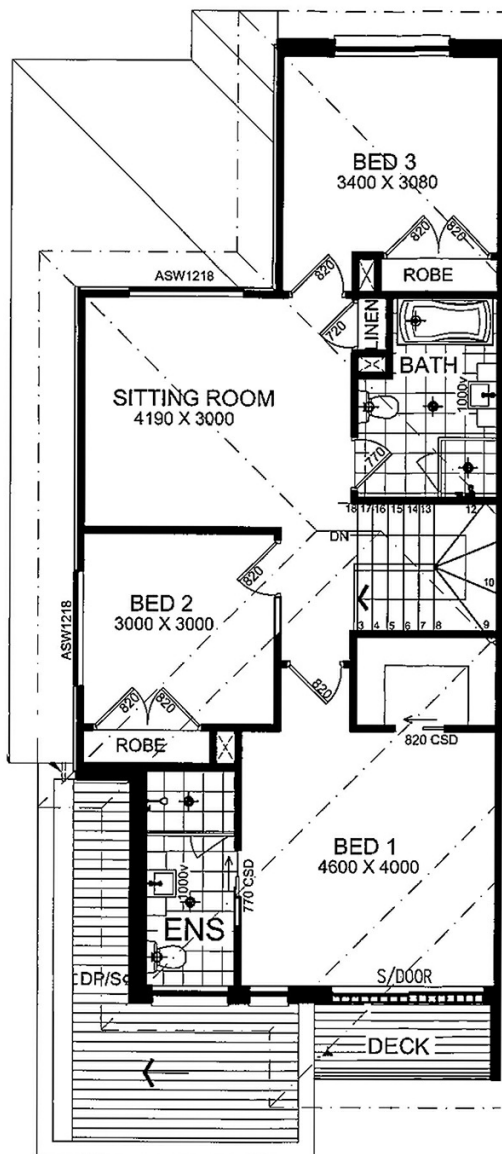 BED 3
3400 X 3080
820
820
ROBE
820
ASW1218
720
LINEN
BATH
1000v
SITTING ROOM
4190 X 3000
770
18 17 16 15 14 13 12
DN
10
3 4 5 6 7 8 9
820
BED 2
3000 X 3000
ASW1218
820
820 820
820 CSD
ROBE
BED 1
4600 X 4000
1000v
770 CSD
ENS
S/DOOR
DECK